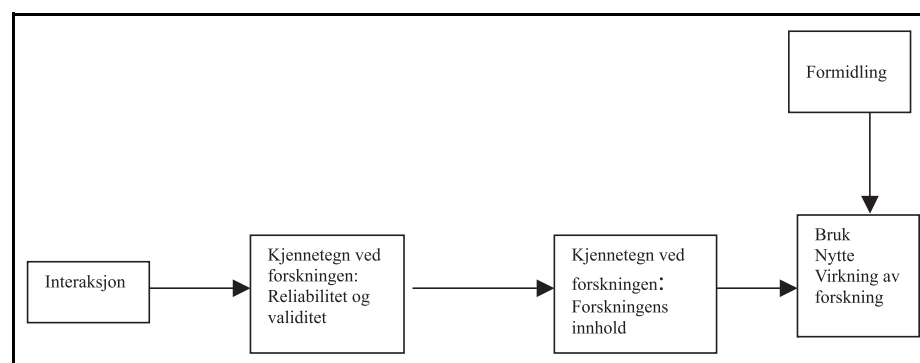 Formidling
Interaksjon
Kjennetegn ved
forskningen:
Reliabilitet og
validitet
Kjennetegn ved
forskningen:
Forskningens
innhold
Bruk
Nytte
Virkning av
forskning